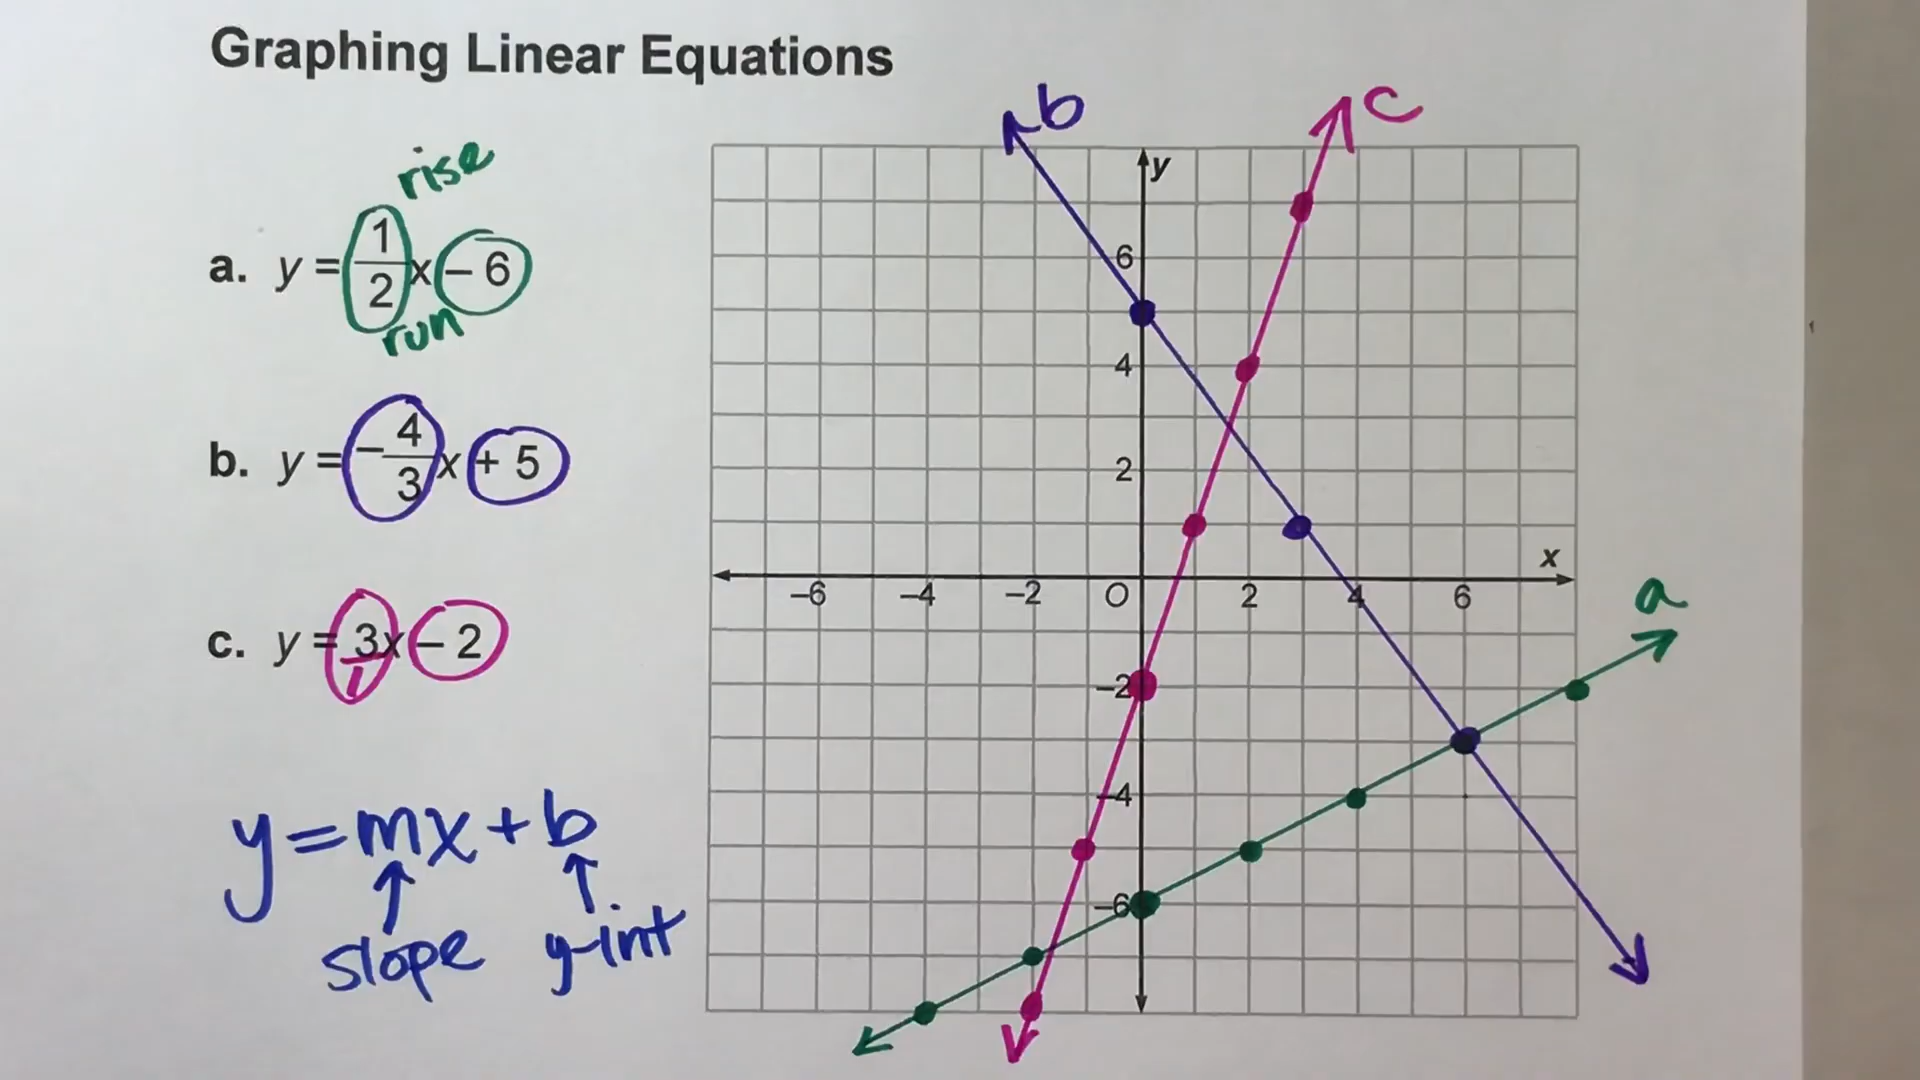 Graphing Linear Equations
rise
a. y = 1/2 x – 6
run
b. y = – 4/3 x + 5
c. y = 3/1 x – 2
y = mx + b
slope y-int
b c
y
6
4
2
x
–6 –4 –2 O 2 4 6
a
–2
–4
–6